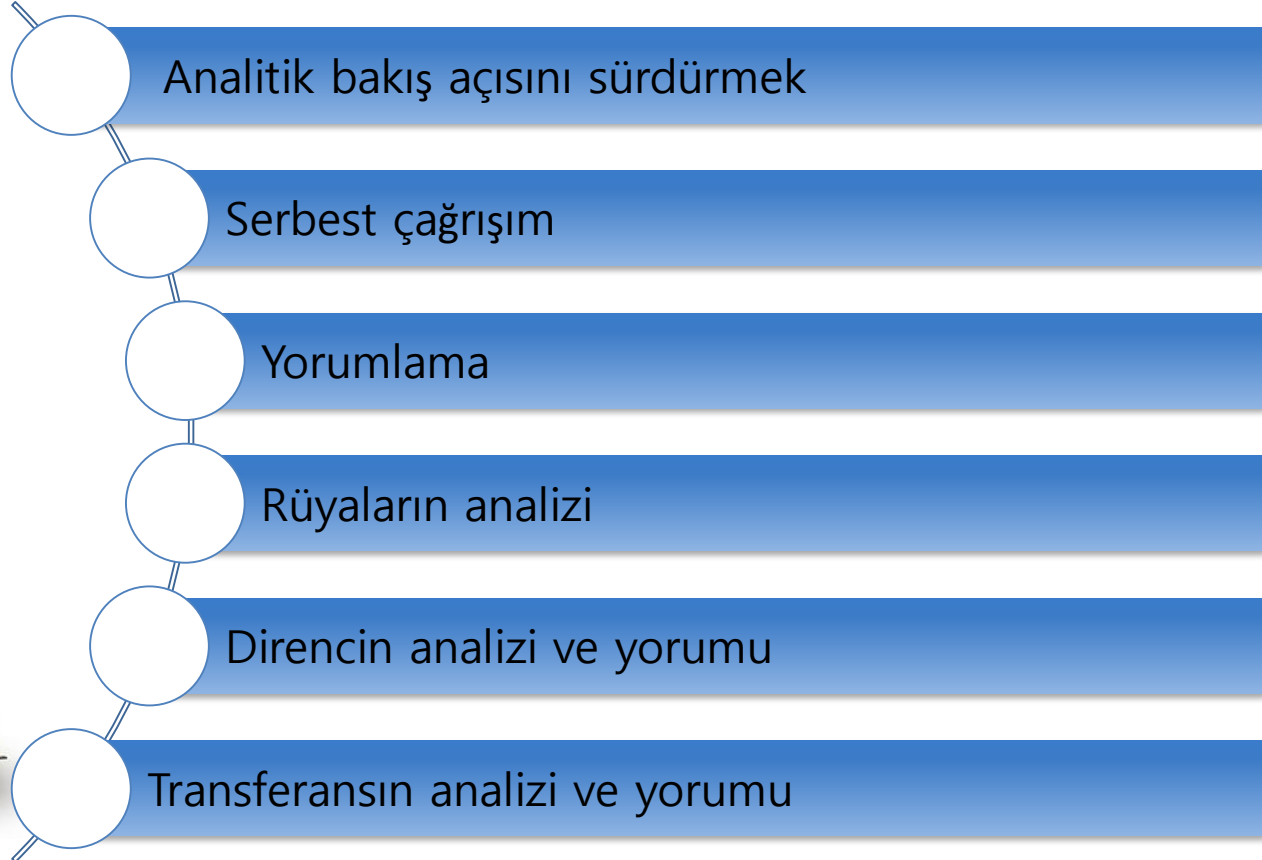 Analitik bakış açısını sürdürmek
Serbest çağrışım
Yorumlama
Rüyaların analizi
Direncin analizi ve yorumu
Transferansın analizi ve yorumu